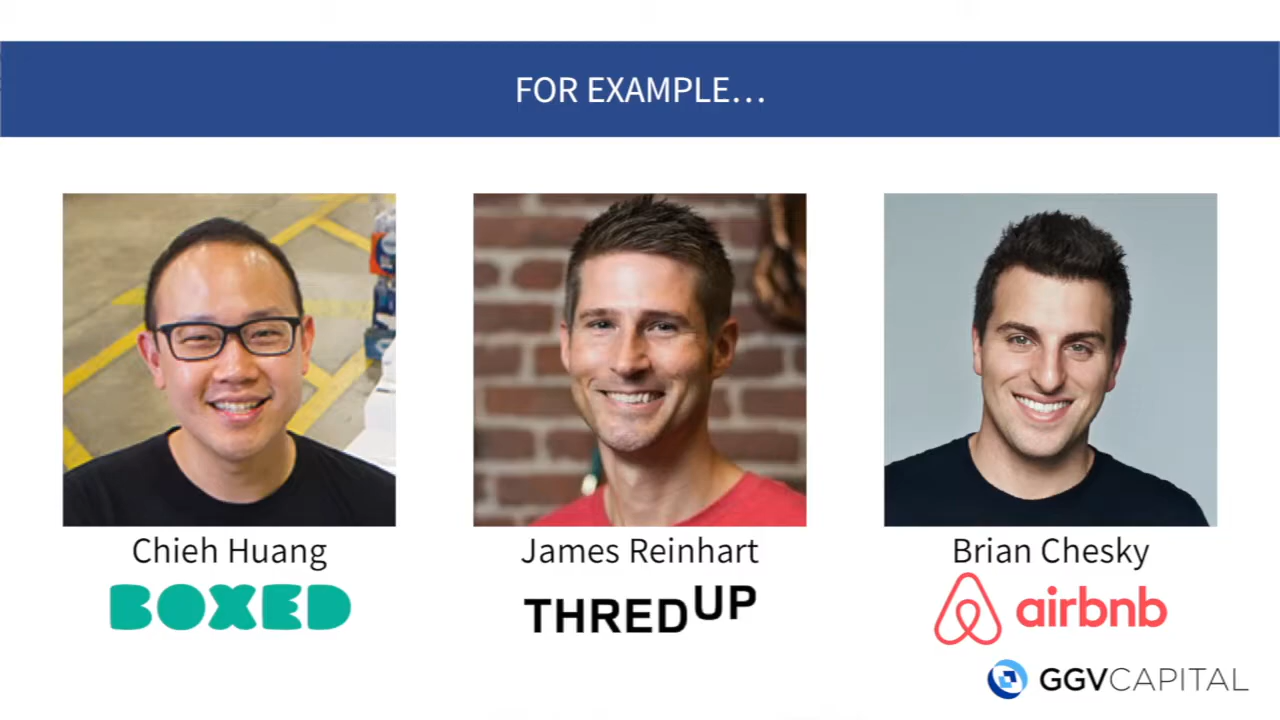 FOR EXAMPLE…
Chieh Huang
James Reinhart
Brian Chesky
BOXED
THREDUP
airbnb
GGVCAPITAL